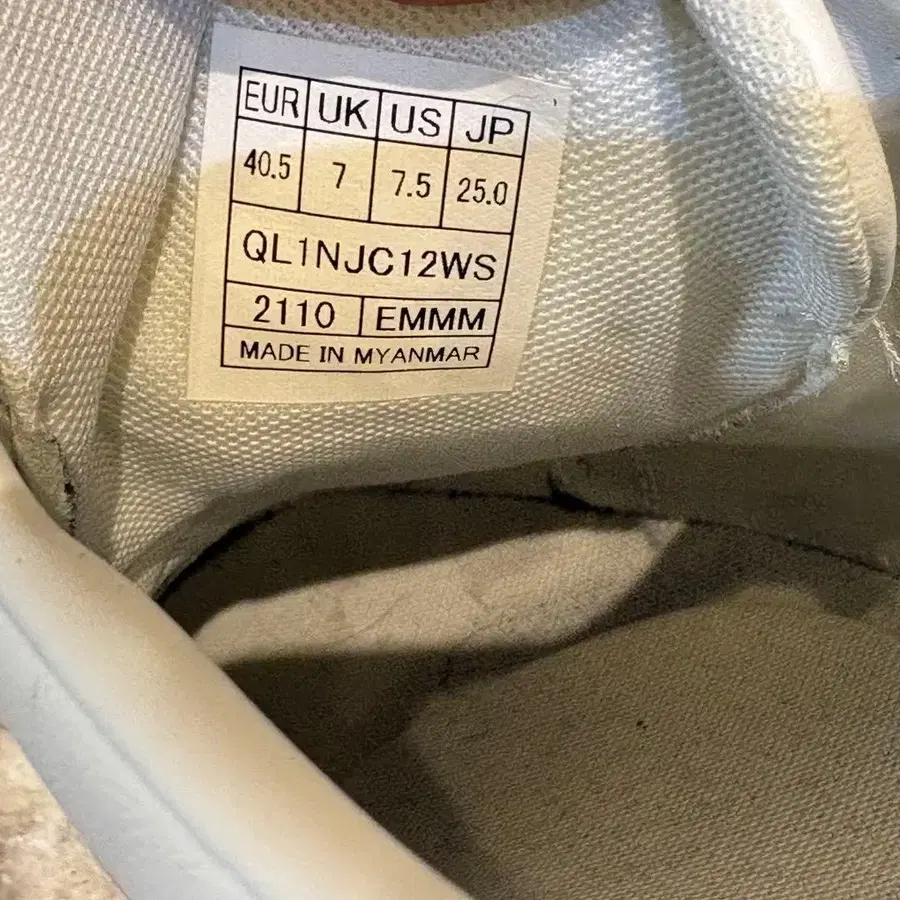 EUR UK US JP
40.5 7 7.5 25.0
QL1NJC12WS
2110 EMMM
MADE IN MYANMAR